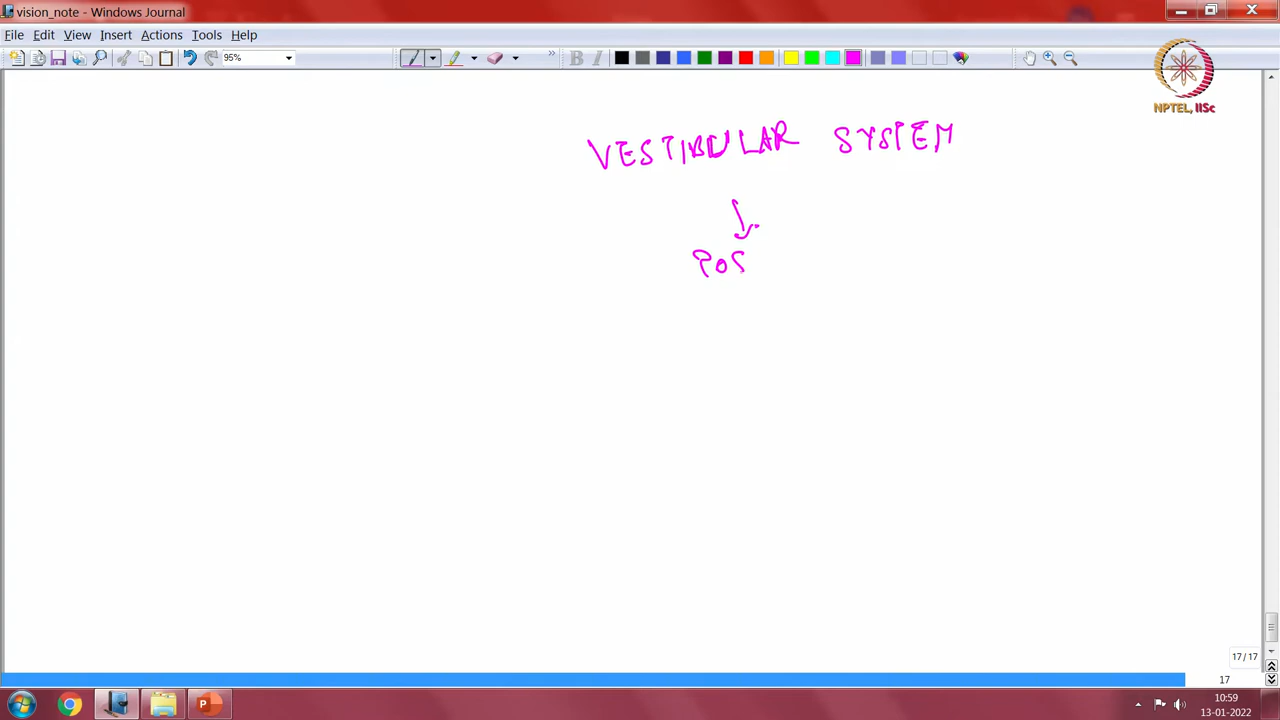 vision_note - Windows Journal
File Edit View Insert Actions Tools Help
95%
NPTEL, IISc
VESTIBULAR SYSTEM
POS
17 / 17
17
10:59
13-01-2022